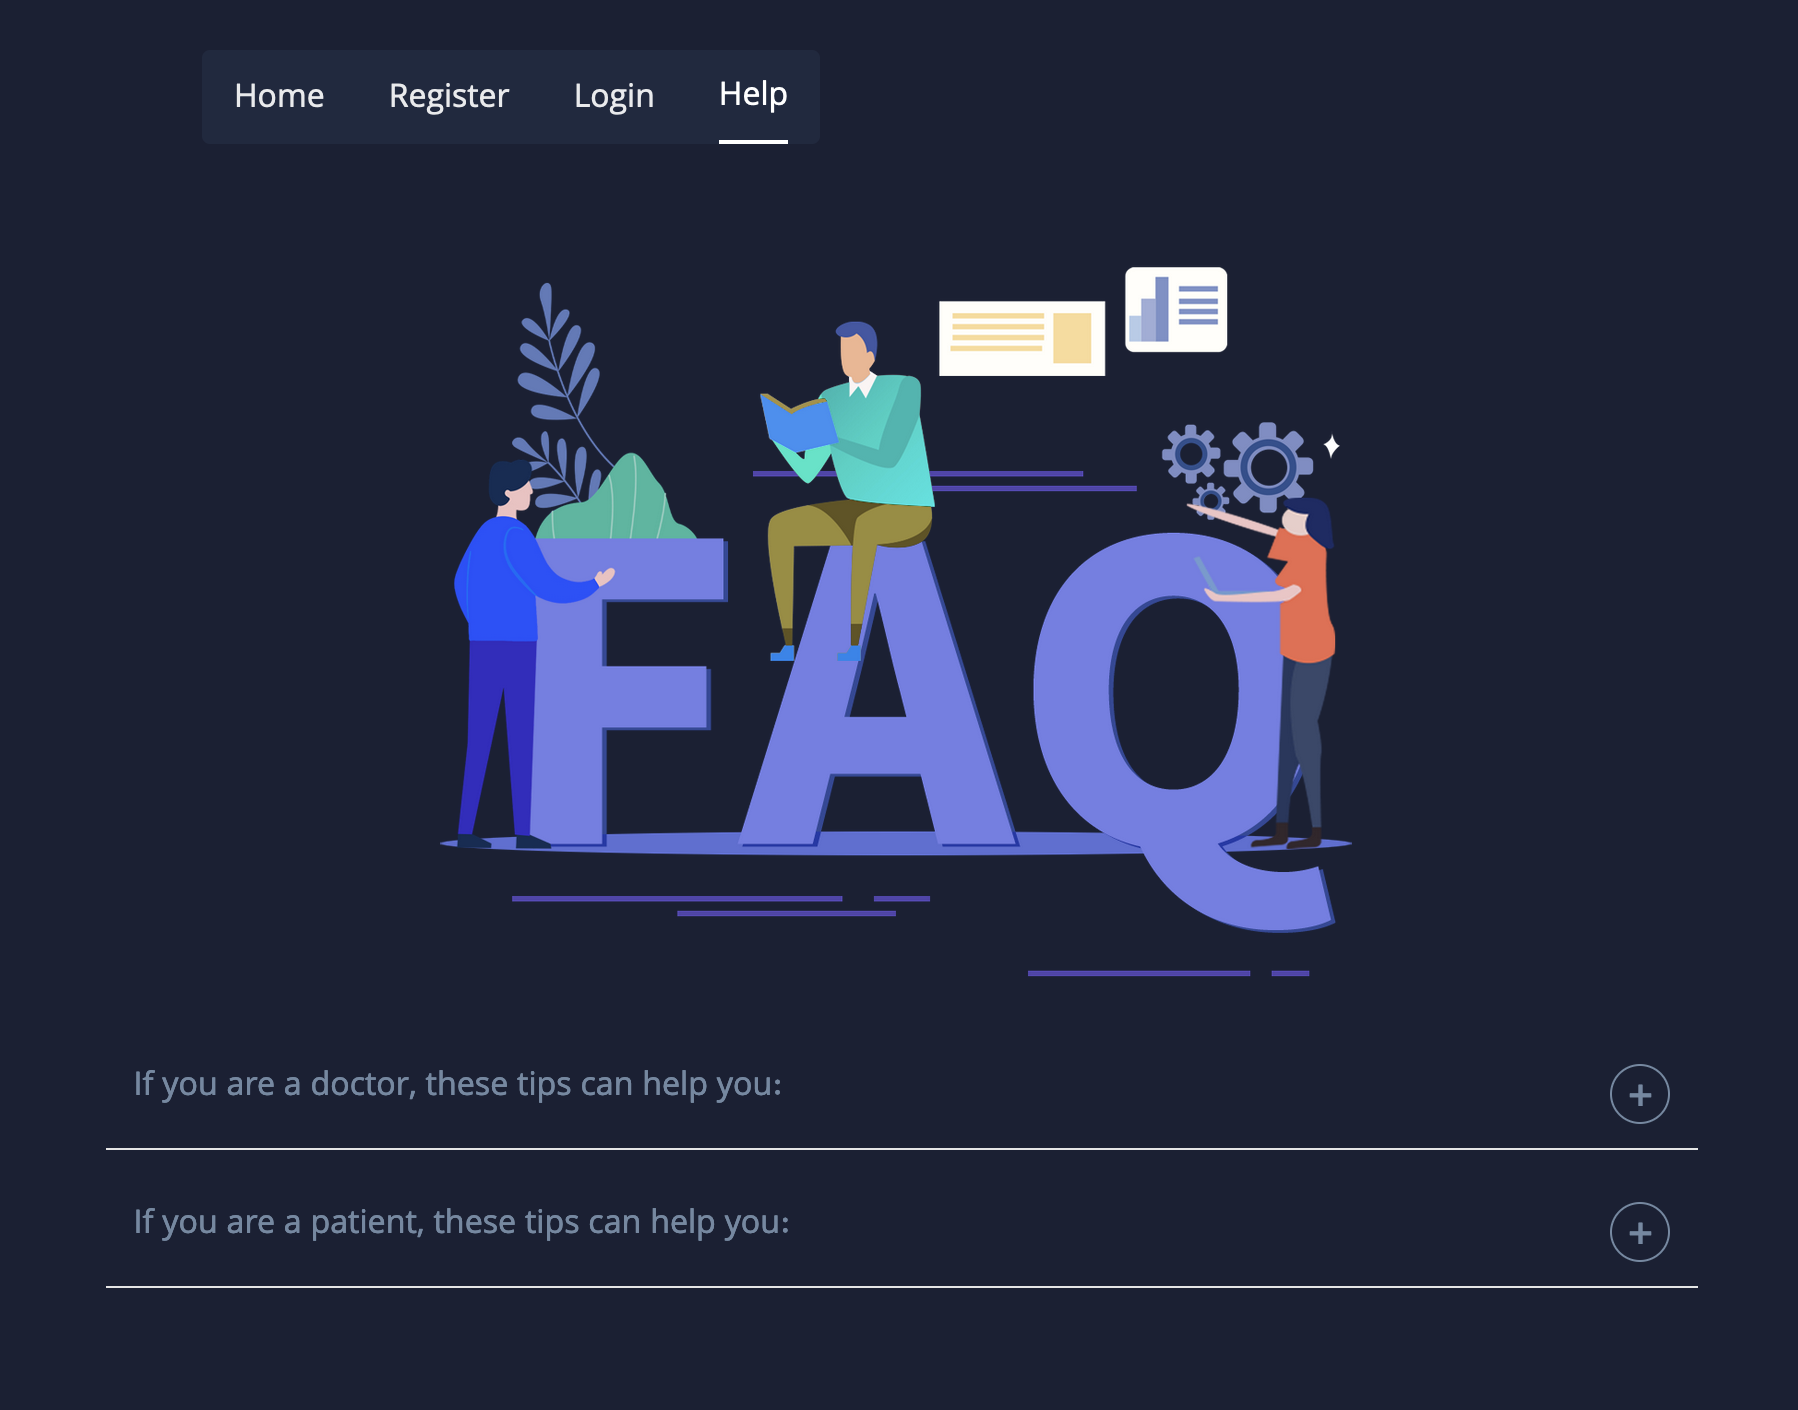 Home Register Login Help
FAQ
If you are a doctor, these tips can help you:
If you are a patient, these tips can help you: